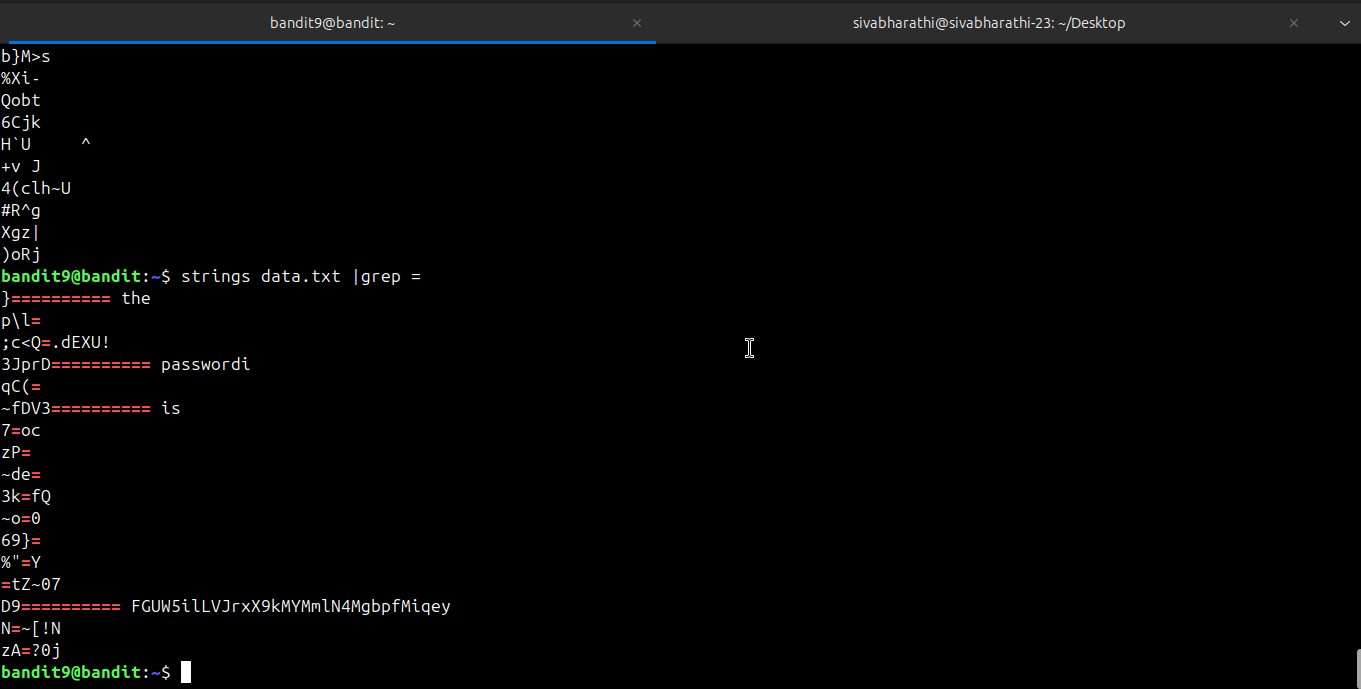 bandit9@bandit: ~
sivabharathi@sivabharathi-23: ~/Desktop
b}M>s
%Xi-
Qobt
6Cjk
H`U     ^
+v J
4(clh~U
#R^g
Xgz|
)oRj
bandit9@bandit:~$ strings data.txt |grep =
}========== the
p\l=
;c<Q=.dEXU!
3JprD========== passwordi
qC(=
~fDV3========== is
7=oc
zP=
~de=
3k=fQ
~o=0
69}=
%"=Y
=tZ~07
D9========== FGUW5ilLVJrxX9kMYMmlN4MgbpfMiqey
N=~[!N
zA=?0j
bandit9@bandit:~$